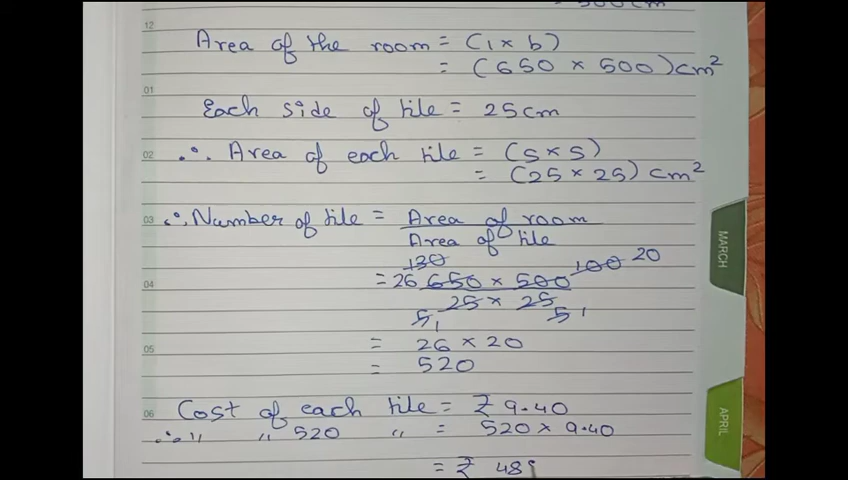 12
Area of the room = (l × b)
= (650 × 500) cm²
01
Each side of tile = 25cm
02
∴ Area of each tile = (s × s)
= (25 × 25) cm²
03
∴ Number of tile = Area of room
Area of tile
130 100 20
04
= 26 650 × 500
25 × 25
5 1 5 1
= 26 × 20
05
= 520
06
Cost of each tile = ₹ 9.40
∴ " " 520 " = 520 × 9.40
= ₹ 48
MARCH
APRIL